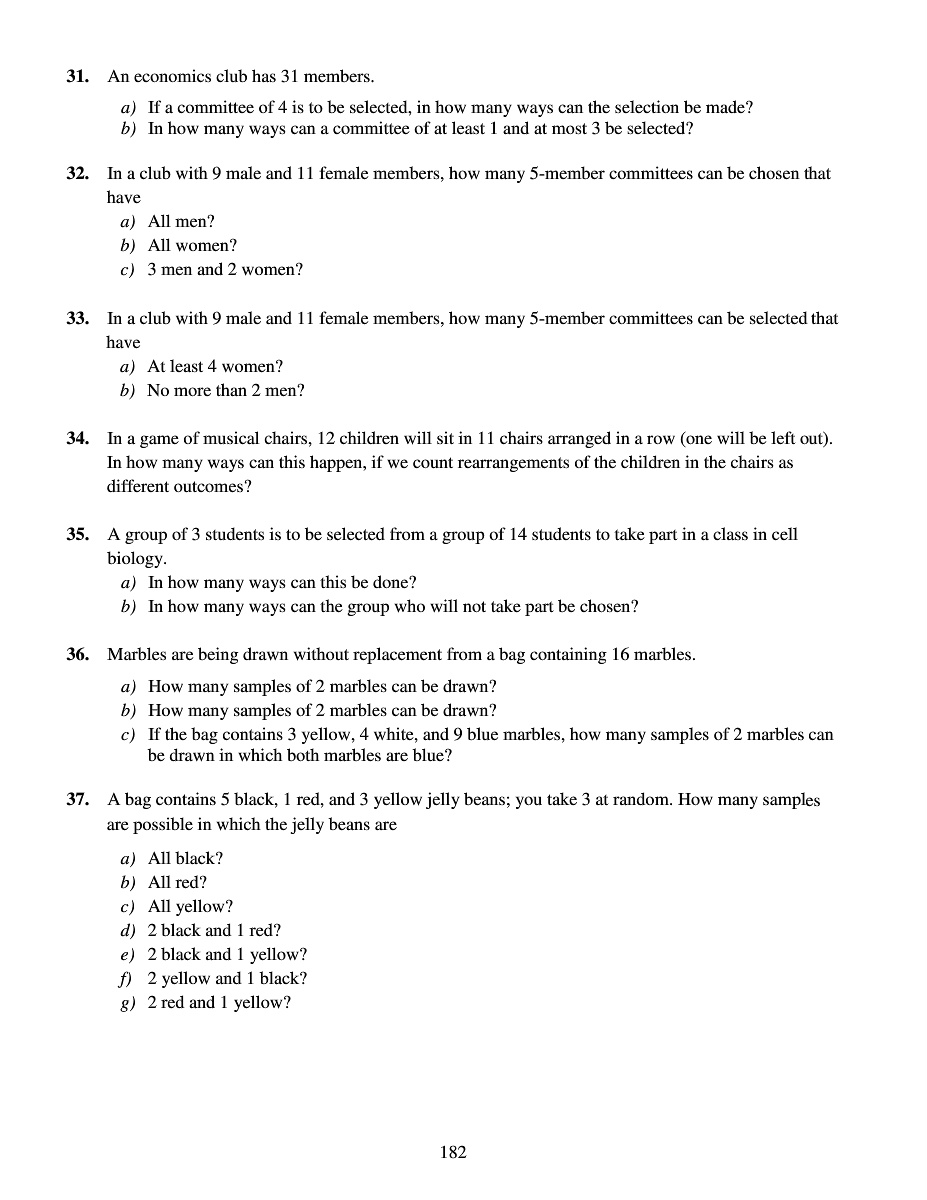 31. An economics club has 31 members.
a) If a committee of 4 is to be selected, in how many ways can the selection be made?
b) In how many ways can a committee of at least 1 and at most 3 be selected?
32. In a club with 9 male and 11 female members, how many 5-member committees can be chosen that
have
a) All men?
b) All women?
c) 3 men and 2 women?
33. In a club with 9 male and 11 female members, how many 5-member committees can be selected that
have
a) At least 4 women?
b) No more than 2 men?
34. In a game of musical chairs, 12 children will sit in 11 chairs arranged in a row (one will be left out).
In how many ways can this happen, if we count rearrangements of the children in the chairs as
different outcomes?
35. A group of 3 students is to be selected from a group of 14 students to take part in a class in cell
biology.
a) In how many ways can this be done?
b) In how many ways can the group who will not take part be chosen?
36. Marbles are being drawn without replacement from a bag containing 16 marbles.
a) How many samples of 2 marbles can be drawn?
b) How many samples of 2 marbles can be drawn?
c) If the bag contains 3 yellow, 4 white, and 9 blue marbles, how many samples of 2 marbles can
be drawn in which both marbles are blue?
37. A bag contains 5 black, 1 red, and 3 yellow jelly beans; you take 3 at random. How many samples
are possible in which the jelly beans are
a) All black?
b) All red?
c) All yellow?
d) 2 black and 1 red?
e) 2 black and 1 yellow?
f) 2 yellow and 1 black?
g) 2 red and 1 yellow?
182